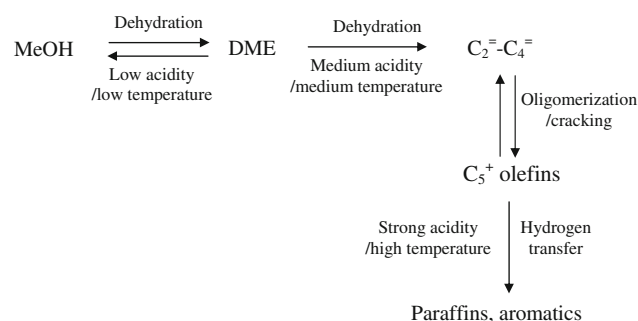 Dehydration
MeOH
DME
Low acidity
/low temperature
Dehydration
Medium acidity
/medium temperature
C₂⁼-C₄⁼
Oligomerization
/cracking
C₅⁺ olefins
Strong acidity
/high temperature
Hydrogen
transfer
Paraffins, aromatics